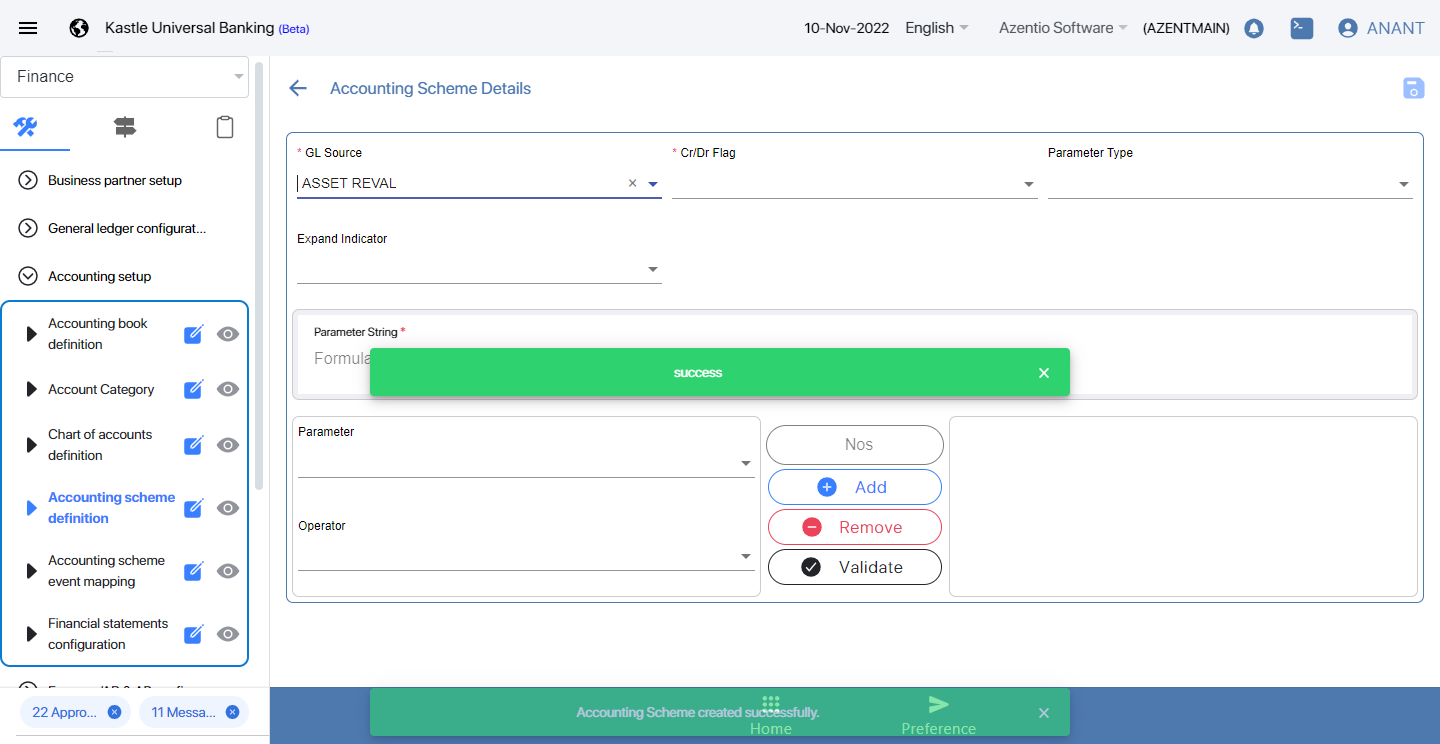 Kastle Universal Banking (Beta)
10-Nov-2022
English
Azentio Software
(AZENTMAIN)
ANANT
Finance
Business partner setup
General ledger configurat...
Accounting setup
Accounting book
definition
Account Category
Chart of accounts
definition
Accounting scheme
definition
Accounting scheme
event mapping
Financial statements
configuration
22 Appro...
11 Messa...
Accounting Scheme Details
* GL Source
* Cr/Dr Flag
Parameter Type
ASSET REVAL
Expand Indicator
Parameter String *
Formula
success
Parameter
Operator
Nos
Add
Remove
Validate
Accounting Scheme created successfully.
Home
Preference